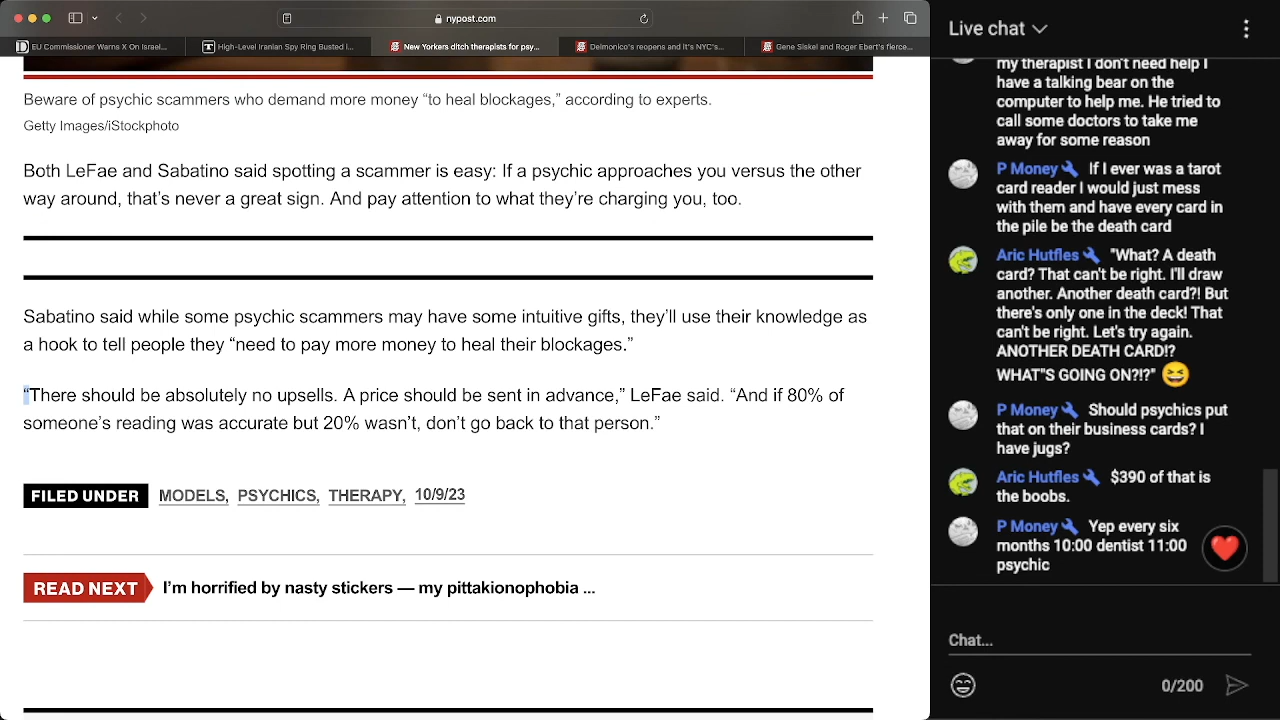 nypost.com
EU Commissioner Warns X On Israel...
High-Level Iranian Spy Ring Busted i...
New Yorkers ditch therapists for psy...
Delmonico's reopens and it's NYC's...
Gene Siskel and Roger Ebert's fierce...
Beware of psychic scammers who demand more money “to heal blockages,” according to experts.
Getty Images/iStockphoto
Both LeFae and Sabatino said spotting a scammer is easy: If a psychic approaches you versus the other
way around, that’s never a great sign. And pay attention to what they’re charging you, too.
Sabatino said while some psychic scammers may have some intuitive gifts, they’ll use their knowledge as
a hook to tell people they “need to pay more money to heal their blockages.”
“There should be absolutely no upsells. A price should be sent in advance,” LeFae said. “And if 80% of
someone’s reading was accurate but 20% wasn’t, don’t go back to that person.”
FILED UNDER MODELS, PSYCHICS, THERAPY, 10/9/23
READ NEXT I’m horrified by nasty stickers — my pittakionophobia ...
Live chat
my therapist I don't need help I
have a talking bear on the
computer to help me. He tried to
call some doctors to take me
away for some reason
P Money If I ever was a tarot
card reader I would just mess
with them and have every card in
the pile be the death card
Aric Hutfles "What? A death
card? That can't be right. I'll draw
another. Another death card?! But
there's only one in the deck! That
can't be right. Let's try again.
ANOTHER DEATH CARD!?
WHAT"S GOING ON?!?"
P Money Should psychics put
that on their business cards? I
have jugs?
Aric Hutfles $390 of that is
the boobs.
P Money Yep every six
months 10:00 dentist 11:00
psychic
Chat...
0/200